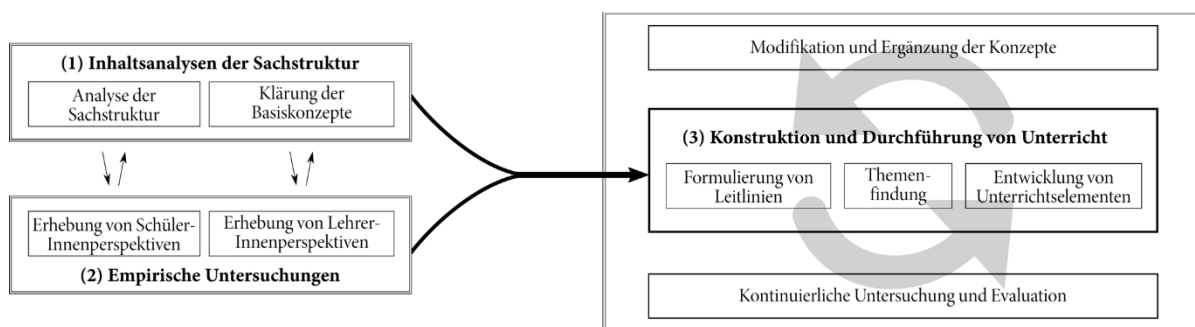 (1) Inhaltsanalysen der Sachstruktur
Analyse der
Sachstruktur
Klärung der
Basiskonzepte
Erhebung von Schüler-
Innenperspektiven
Erhebung von Lehrer-
Innenperspektiven
(2) Empirische Untersuchungen
Modifikation und Ergänzung der Konzepte
(3) Konstruktion und Durchführung von Unterricht
Formulierung von
Leitlinien
Themen-
findung
Entwicklung von
Unterrichtselementen
Kontinuierliche Untersuchung und Evaluation